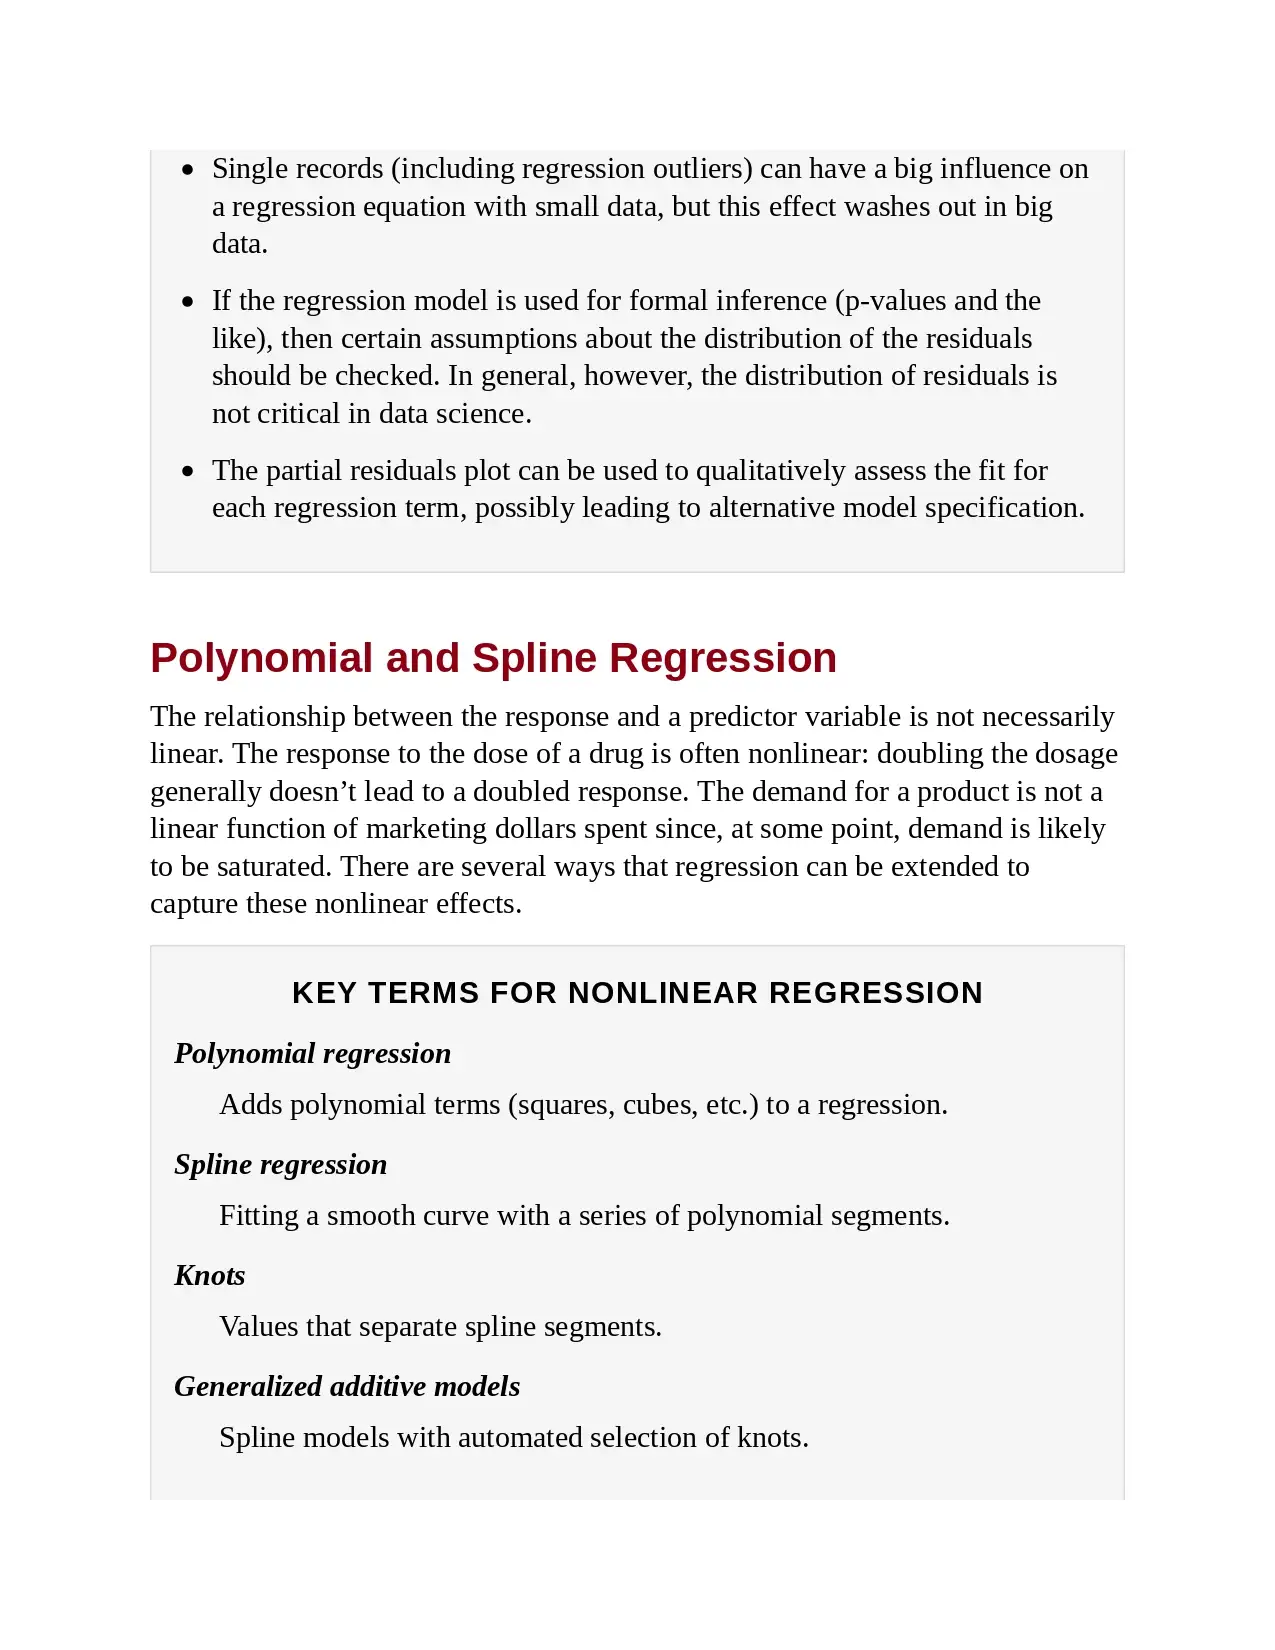 • Single records (including regression outliers) can have a big influence on
a regression equation with small data, but this effect washes out in big
data.
• If the regression model is used for formal inference (p-values and the
like), then certain assumptions about the distribution of the residuals
should be checked. In general, however, the distribution of residuals is
not critical in data science.
• The partial residuals plot can be used to qualitatively assess the fit for
each regression term, possibly leading to alternative model specification.
Polynomial and Spline Regression
The relationship between the response and a predictor variable is not necessarily
linear. The response to the dose of a drug is often nonlinear: doubling the dosage
generally doesn’t lead to a doubled response. The demand for a product is not a
linear function of marketing dollars spent since, at some point, demand is likely
to be saturated. There are several ways that regression can be extended to
capture these nonlinear effects.
KEY TERMS FOR NONLINEAR REGRESSION
Polynomial regression
Adds polynomial terms (squares, cubes, etc.) to a regression.
Spline regression
Fitting a smooth curve with a series of polynomial segments.
Knots
Values that separate spline segments.
Generalized additive models
Spline models with automated selection of knots.